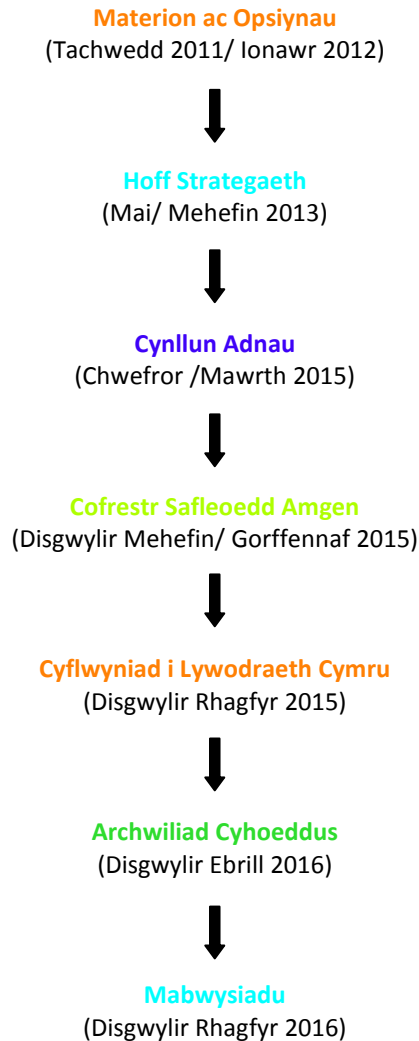 Materion ac Opsiynau
(Tachwedd 2011/ Ionawr 2012)
Hoff Strategaeth
(Mai/ Mehefin 2013)
Cynllun Adnau
(Chwefror /Mawrth 2015)
Cofrestr Safleoedd Amgen
(Disgwylir Mehefin/ Gorffennaf 2015)
Cyflwyniad i Lywodraeth Cymru
(Disgwylir Rhagfyr 2015)
Archwiliad Cyhoeddus
(Disgwylir Ebrill 2016)
Mabwysiadu
(Disgwylir Rhagfyr 2016)